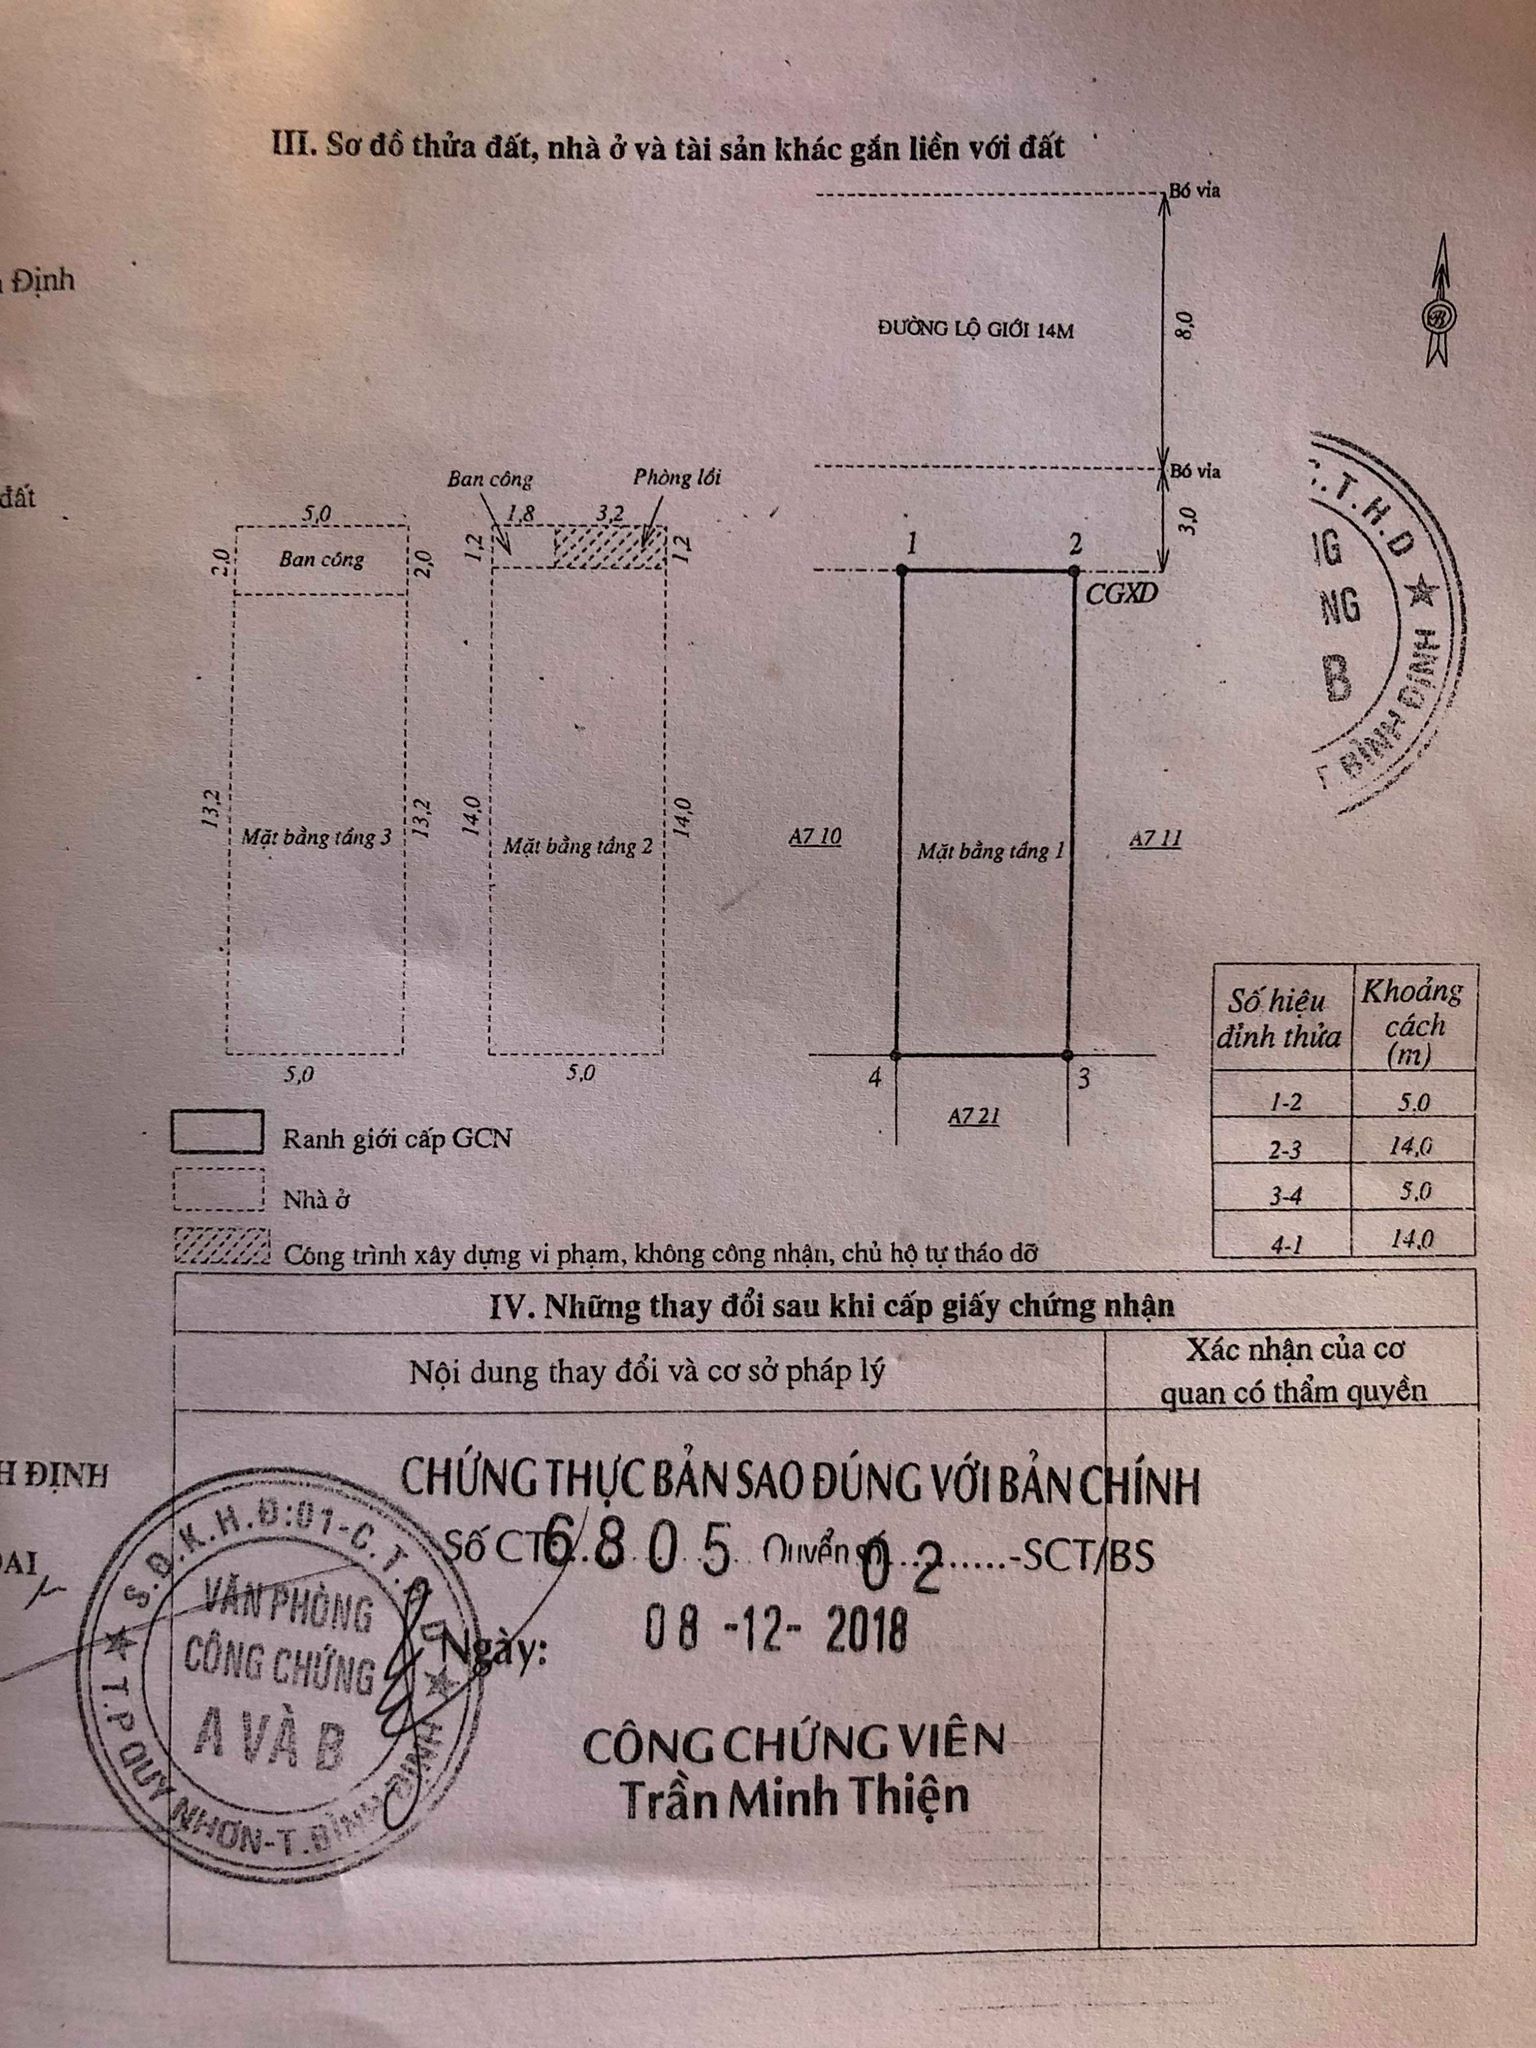 III. Sơ đồ thửa đất, nhà ở và tài sản khác gắn liền với đất
Bó vỉa
Định
ĐƯỜNG LỘ GIỚI 14M
8,0
Bó vỉa
3,0
đất
Ban công
Phòng lồi
5,0
1,8
3,2
2,0
Ban công
2,0
1,2
1,2
1
2
CGXD
C.T.H.D
NG
B
T. BÌNH ĐỊNH
13,2
Mặt bằng tầng 3
13,2
14,0
Mặt bằng tầng 2
14,0
A7 10
Mặt bằng tầng 1
A7 11
5,0
5,0
4
3
A7 21
Số hiệu đỉnh thửa
Khoảng cách (m)
1-2 5.0
2-3 14,0
3-4 5,0
4-1 14,0
Ranh giới cấp GCN
Nhà ở
Công trình xây dựng vi phạm, không công nhận, chủ hộ tự tháo dỡ
IV. Những thay đổi sau khi cấp giấy chứng nhận
Nội dung thay đổi và cơ sở pháp lý
Xác nhận của cơ quan có thẩm quyền
H ĐỊNH
CHỨNG THỰC BẢN SAO ĐÚNG VỚI BẢN CHÍNH
Số CT: 6805 Quyển số 02 -SCT/BS
Ngày: 08 -12- 2018
CÔNG CHỨNG VIÊN
Trần Minh Thiện
S.Đ.K.H.Đ:01-C.T.H.D
VĂN PHÒNG
CÔNG CHỨNG
A VÀ B
T.P QUY NHƠN-T.BÌNH ĐỊNH